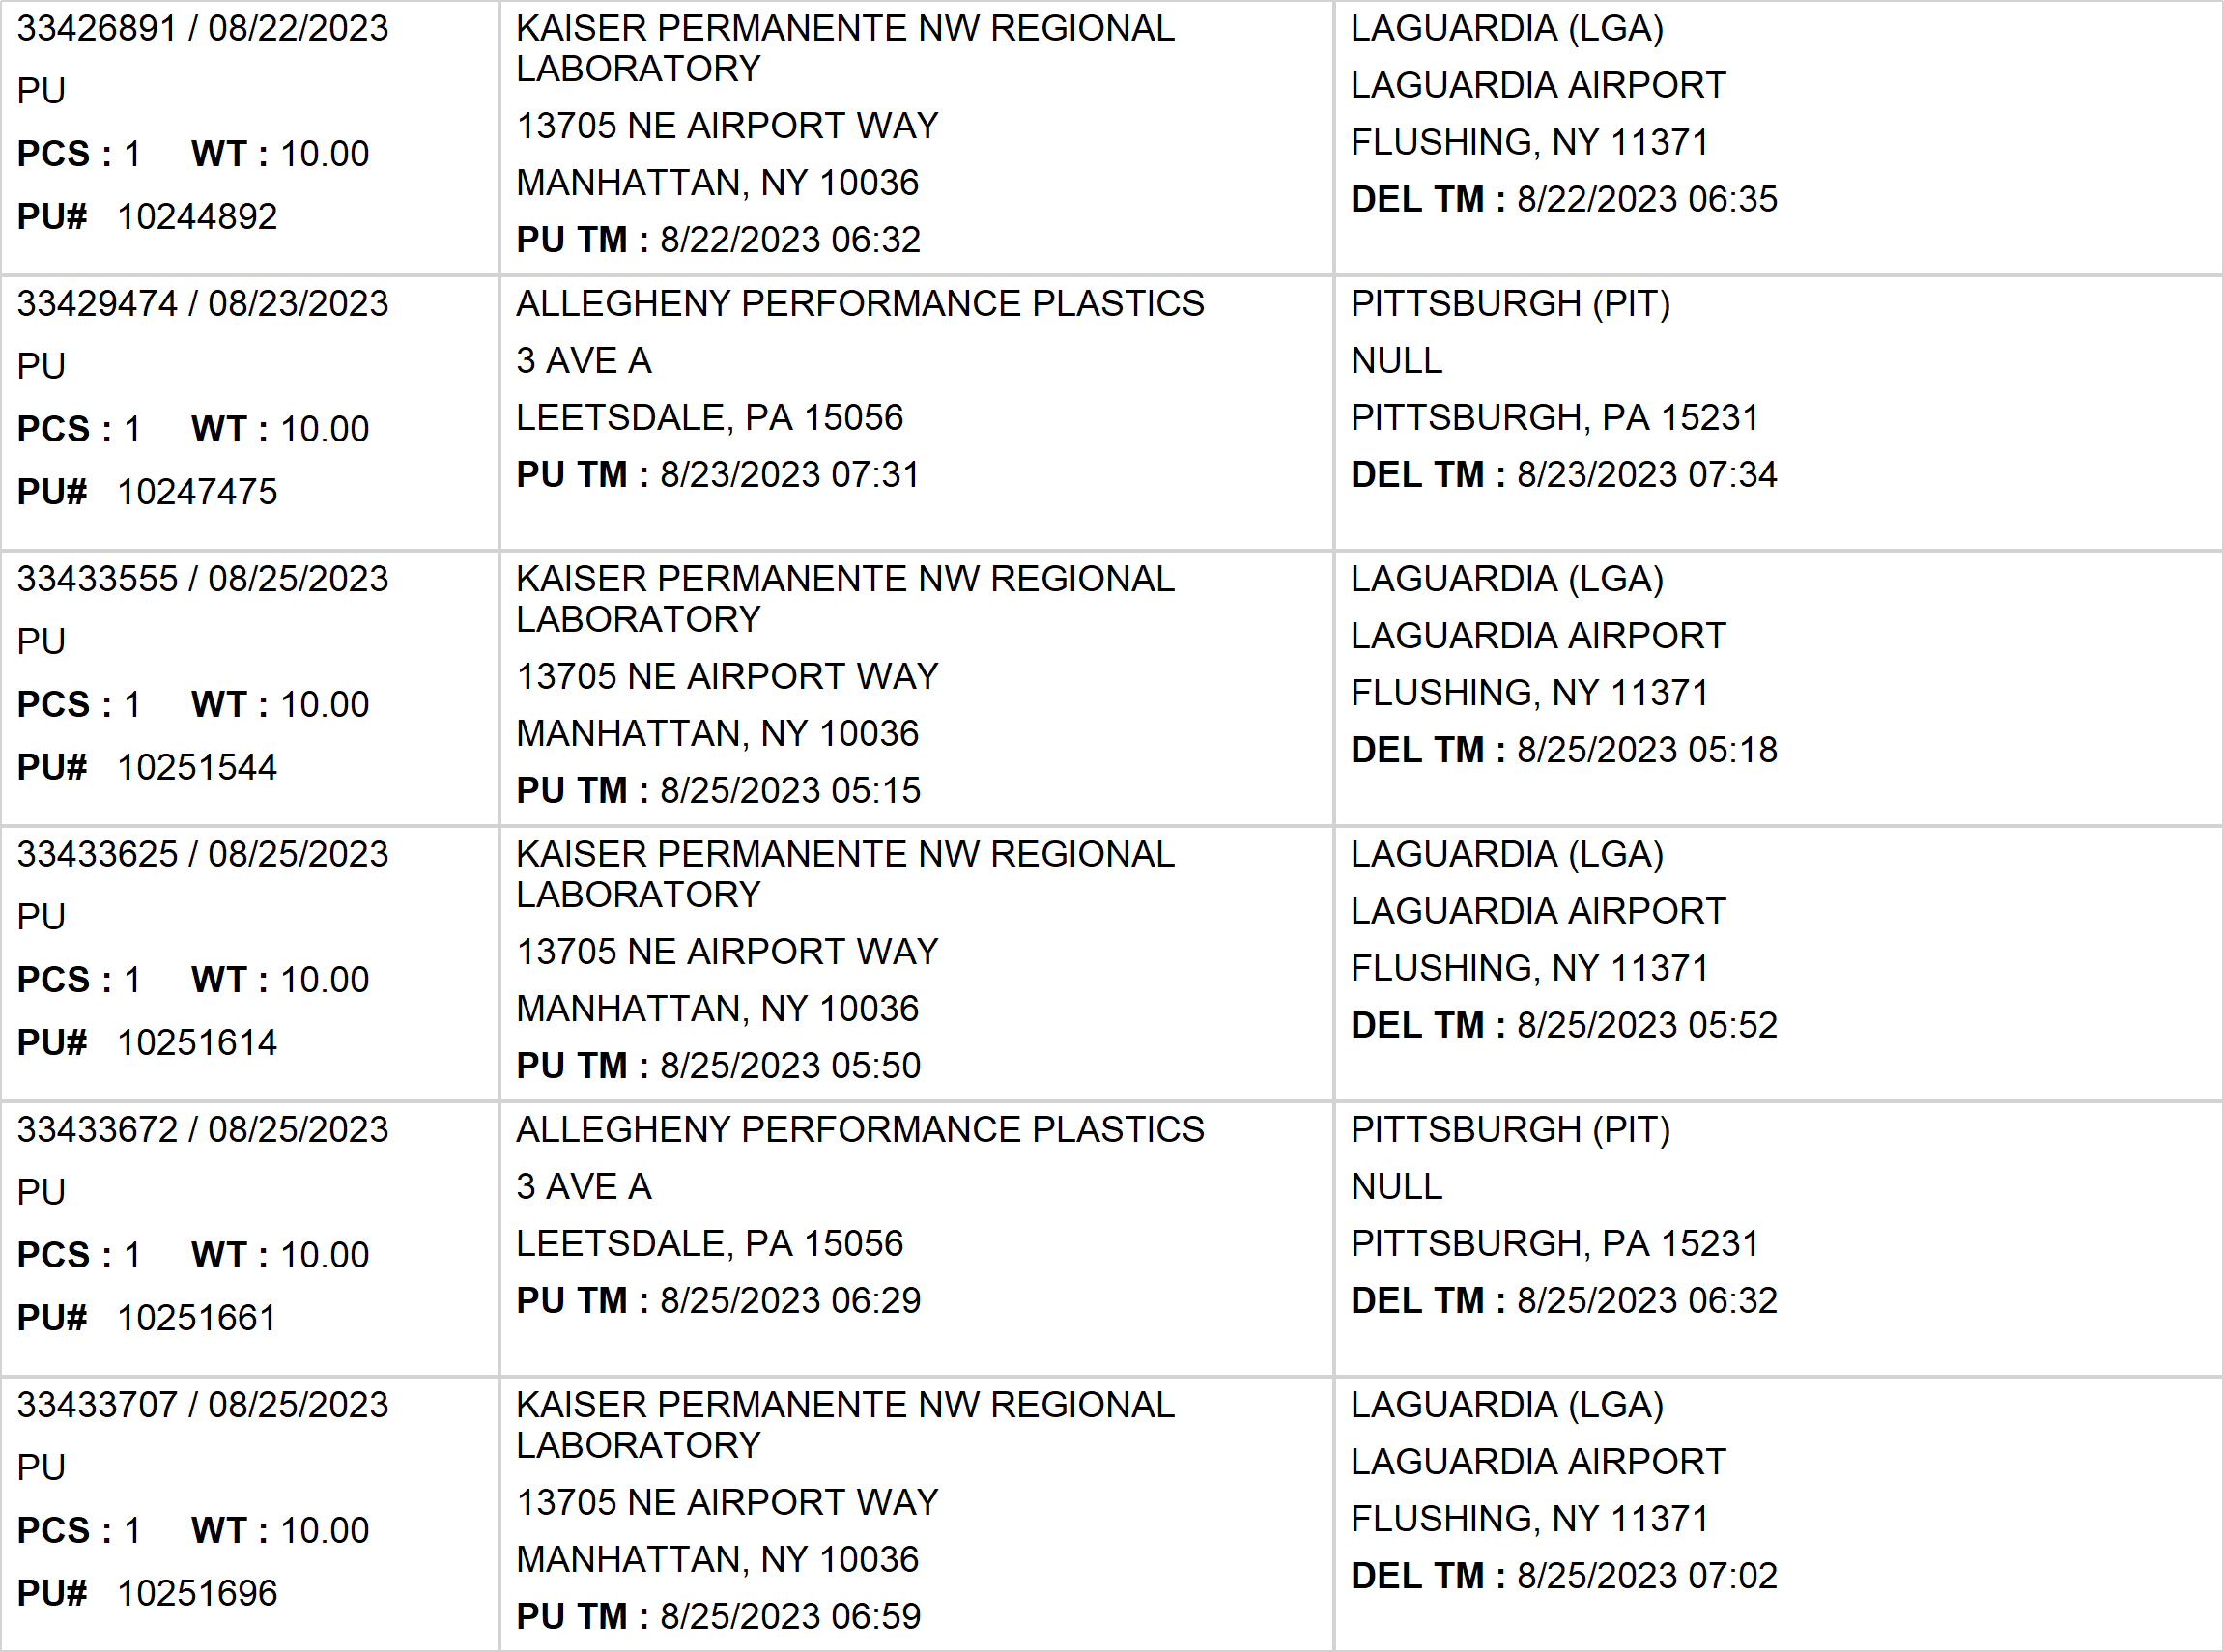 33426891 / 08/22/2023
PU
PCS : 1 WT : 10.00
PU# 10244892
KAISER PERMANENTE NW REGIONAL
LABORATORY
13705 NE AIRPORT WAY
MANHATTAN, NY 10036
PU TM : 8/22/2023 06:32
LAGUARDIA (LGA)
LAGUARDIA AIRPORT
FLUSHING, NY 11371
DEL TM : 8/22/2023 06:35
33429474 / 08/23/2023
PU
PCS : 1 WT : 10.00
PU# 10247475
ALLEGHENY PERFORMANCE PLASTICS
3 AVE A
LEETSDALE, PA 15056
PU TM : 8/23/2023 07:31
PITTSBURGH (PIT)
NULL
PITTSBURGH, PA 15231
DEL TM : 8/23/2023 07:34
33433555 / 08/25/2023
PU
PCS : 1 WT : 10.00
PU# 10251544
KAISER PERMANENTE NW REGIONAL
LABORATORY
13705 NE AIRPORT WAY
MANHATTAN, NY 10036
PU TM : 8/25/2023 05:15
LAGUARDIA (LGA)
LAGUARDIA AIRPORT
FLUSHING, NY 11371
DEL TM : 8/25/2023 05:18
33433625 / 08/25/2023
PU
PCS : 1 WT : 10.00
PU# 10251614
KAISER PERMANENTE NW REGIONAL
LABORATORY
13705 NE AIRPORT WAY
MANHATTAN, NY 10036
PU TM : 8/25/2023 05:50
LAGUARDIA (LGA)
LAGUARDIA AIRPORT
FLUSHING, NY 11371
DEL TM : 8/25/2023 05:52
33433672 / 08/25/2023
PU
PCS : 1 WT : 10.00
PU# 10251661
ALLEGHENY PERFORMANCE PLASTICS
3 AVE A
LEETSDALE, PA 15056
PU TM : 8/25/2023 06:29
PITTSBURGH (PIT)
NULL
PITTSBURGH, PA 15231
DEL TM : 8/25/2023 06:32
33433707 / 08/25/2023
PU
PCS : 1 WT : 10.00
PU# 10251696
KAISER PERMANENTE NW REGIONAL
LABORATORY
13705 NE AIRPORT WAY
MANHATTAN, NY 10036
PU TM : 8/25/2023 06:59
LAGUARDIA (LGA)
LAGUARDIA AIRPORT
FLUSHING, NY 11371
DEL TM : 8/25/2023 07:02